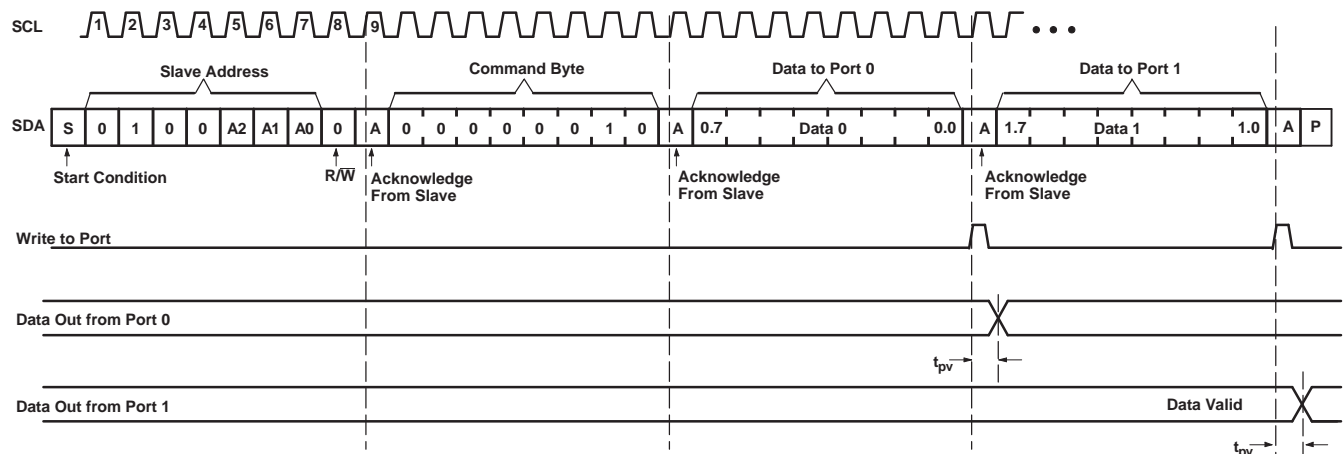 SCL 1 2 3 4 5 6 7 8 9
Slave Address Command Byte Data to Port 0 Data to Port 1
SDA S 0 1 0 0 A2 A1 A0 0 A 0 0 0 0 0 0 1 0 A 0.7 Data 0 0.0 A 1.7 Data 1 1.0 A P
Start Condition R/W̅ Acknowledge From Slave Acknowledge From Slave Acknowledge From Slave
Write to Port
Data Out from Port 0
tpv
Data Out from Port 1 Data Valid
tpv